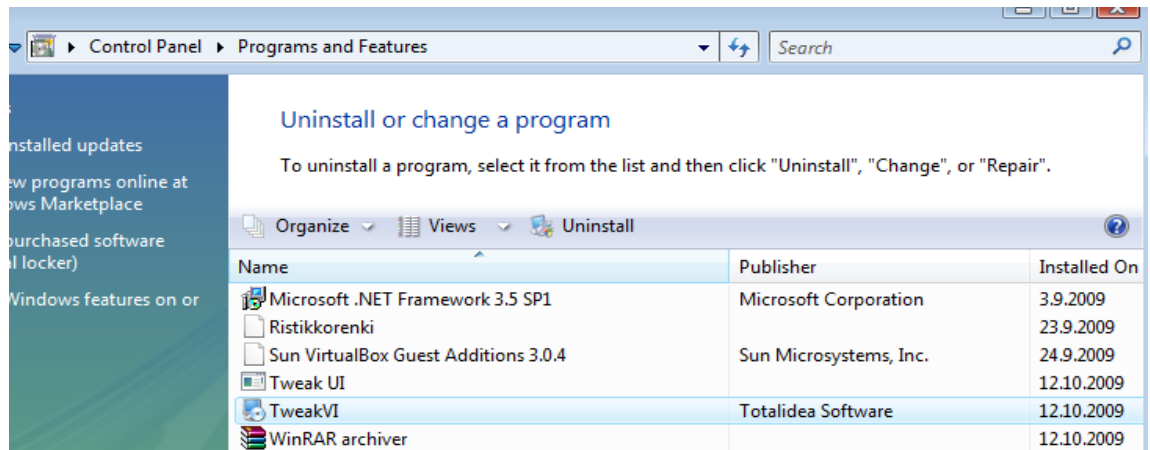 Control Panel Programs and Features Search
Uninstall or change a program
nstalled updates
To uninstall a program, select it from the list and then click "Uninstall", "Change", or "Repair".
ew programs online at
ows Marketplace
Organize Views Uninstall
purchased software
al locker)
Name Publisher Installed On
Windows features on or
Microsoft .NET Framework 3.5 SP1 Microsoft Corporation 3.9.2009
Ristikkorenki 23.9.2009
Sun VirtualBox Guest Additions 3.0.4 Sun Microsystems, Inc. 24.9.2009
Tweak UI 12.10.2009
TweakVI Totalidea Software 12.10.2009
WinRAR archiver 12.10.2009